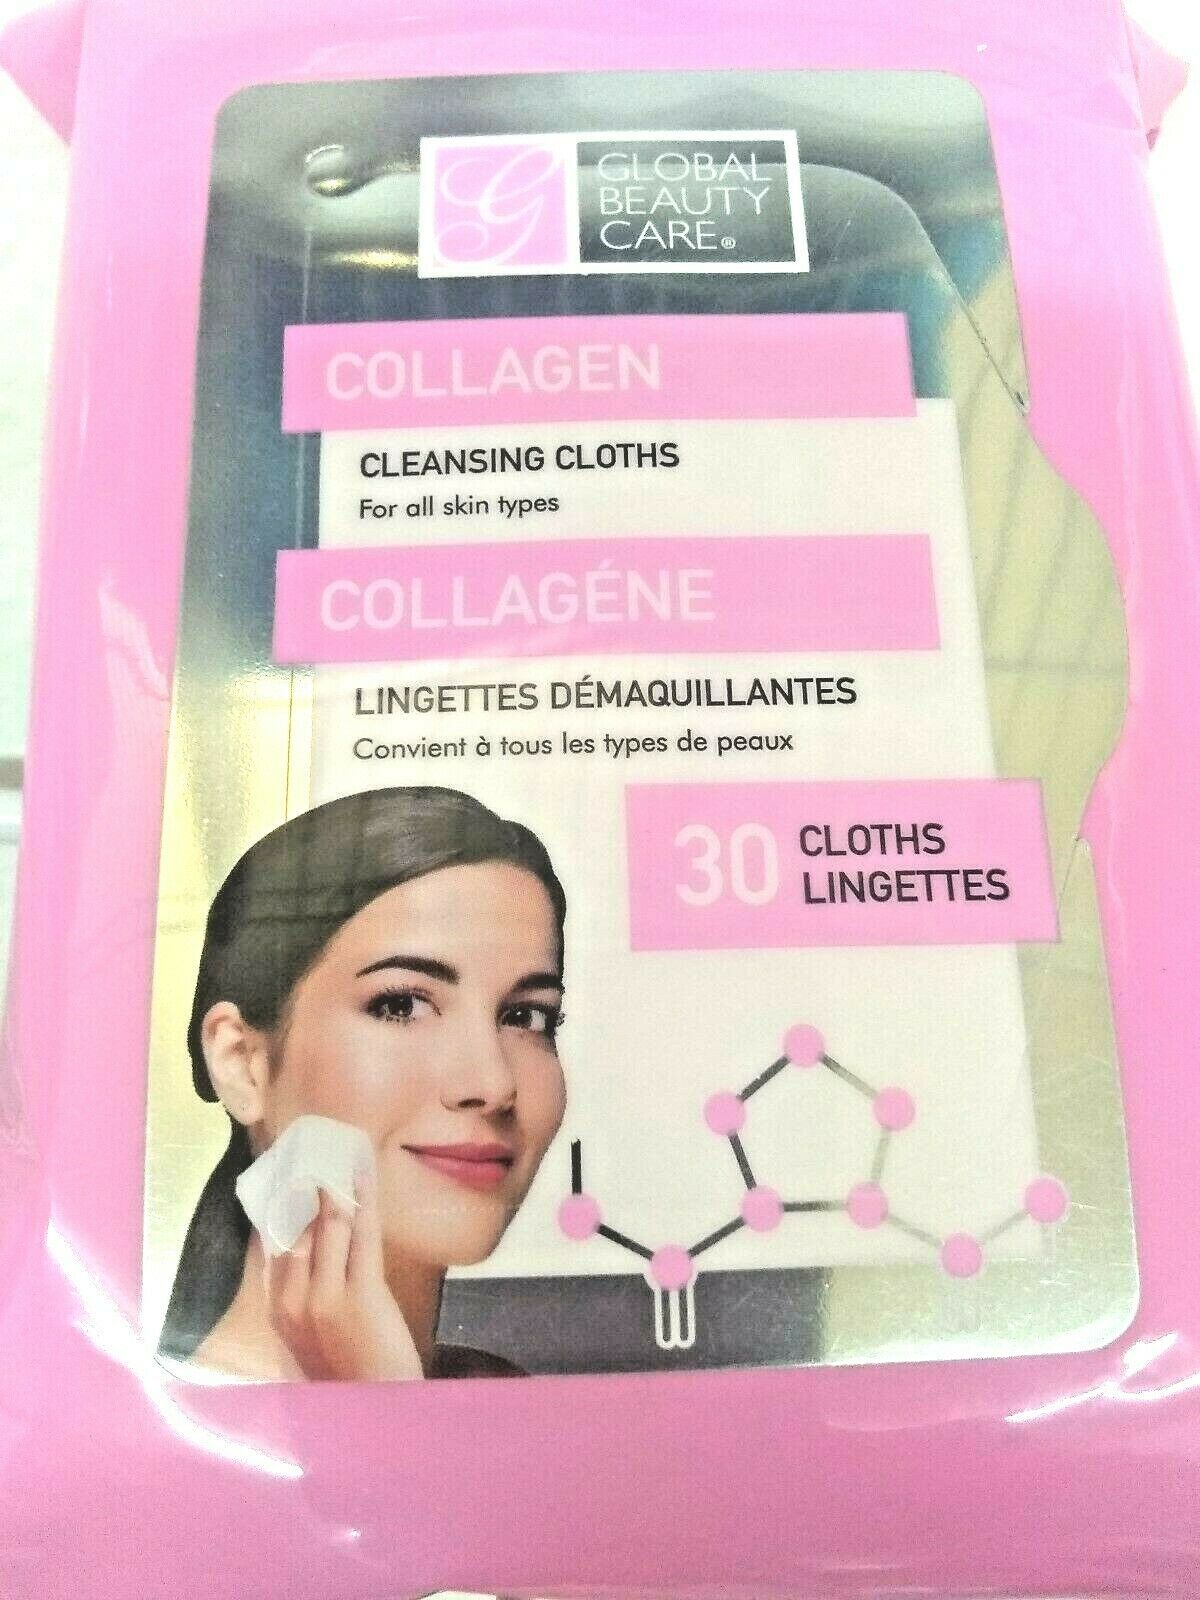 G
GLOBAL
BEAUTY
CARE®
COLLAGEN
CLEANSING CLOTHS
For all skin types
COLLAGÉNE
LINGETTES DÉMAQUILLANTES
Convient à tous les types de peaux
30 CLOTHS
LINGETTES